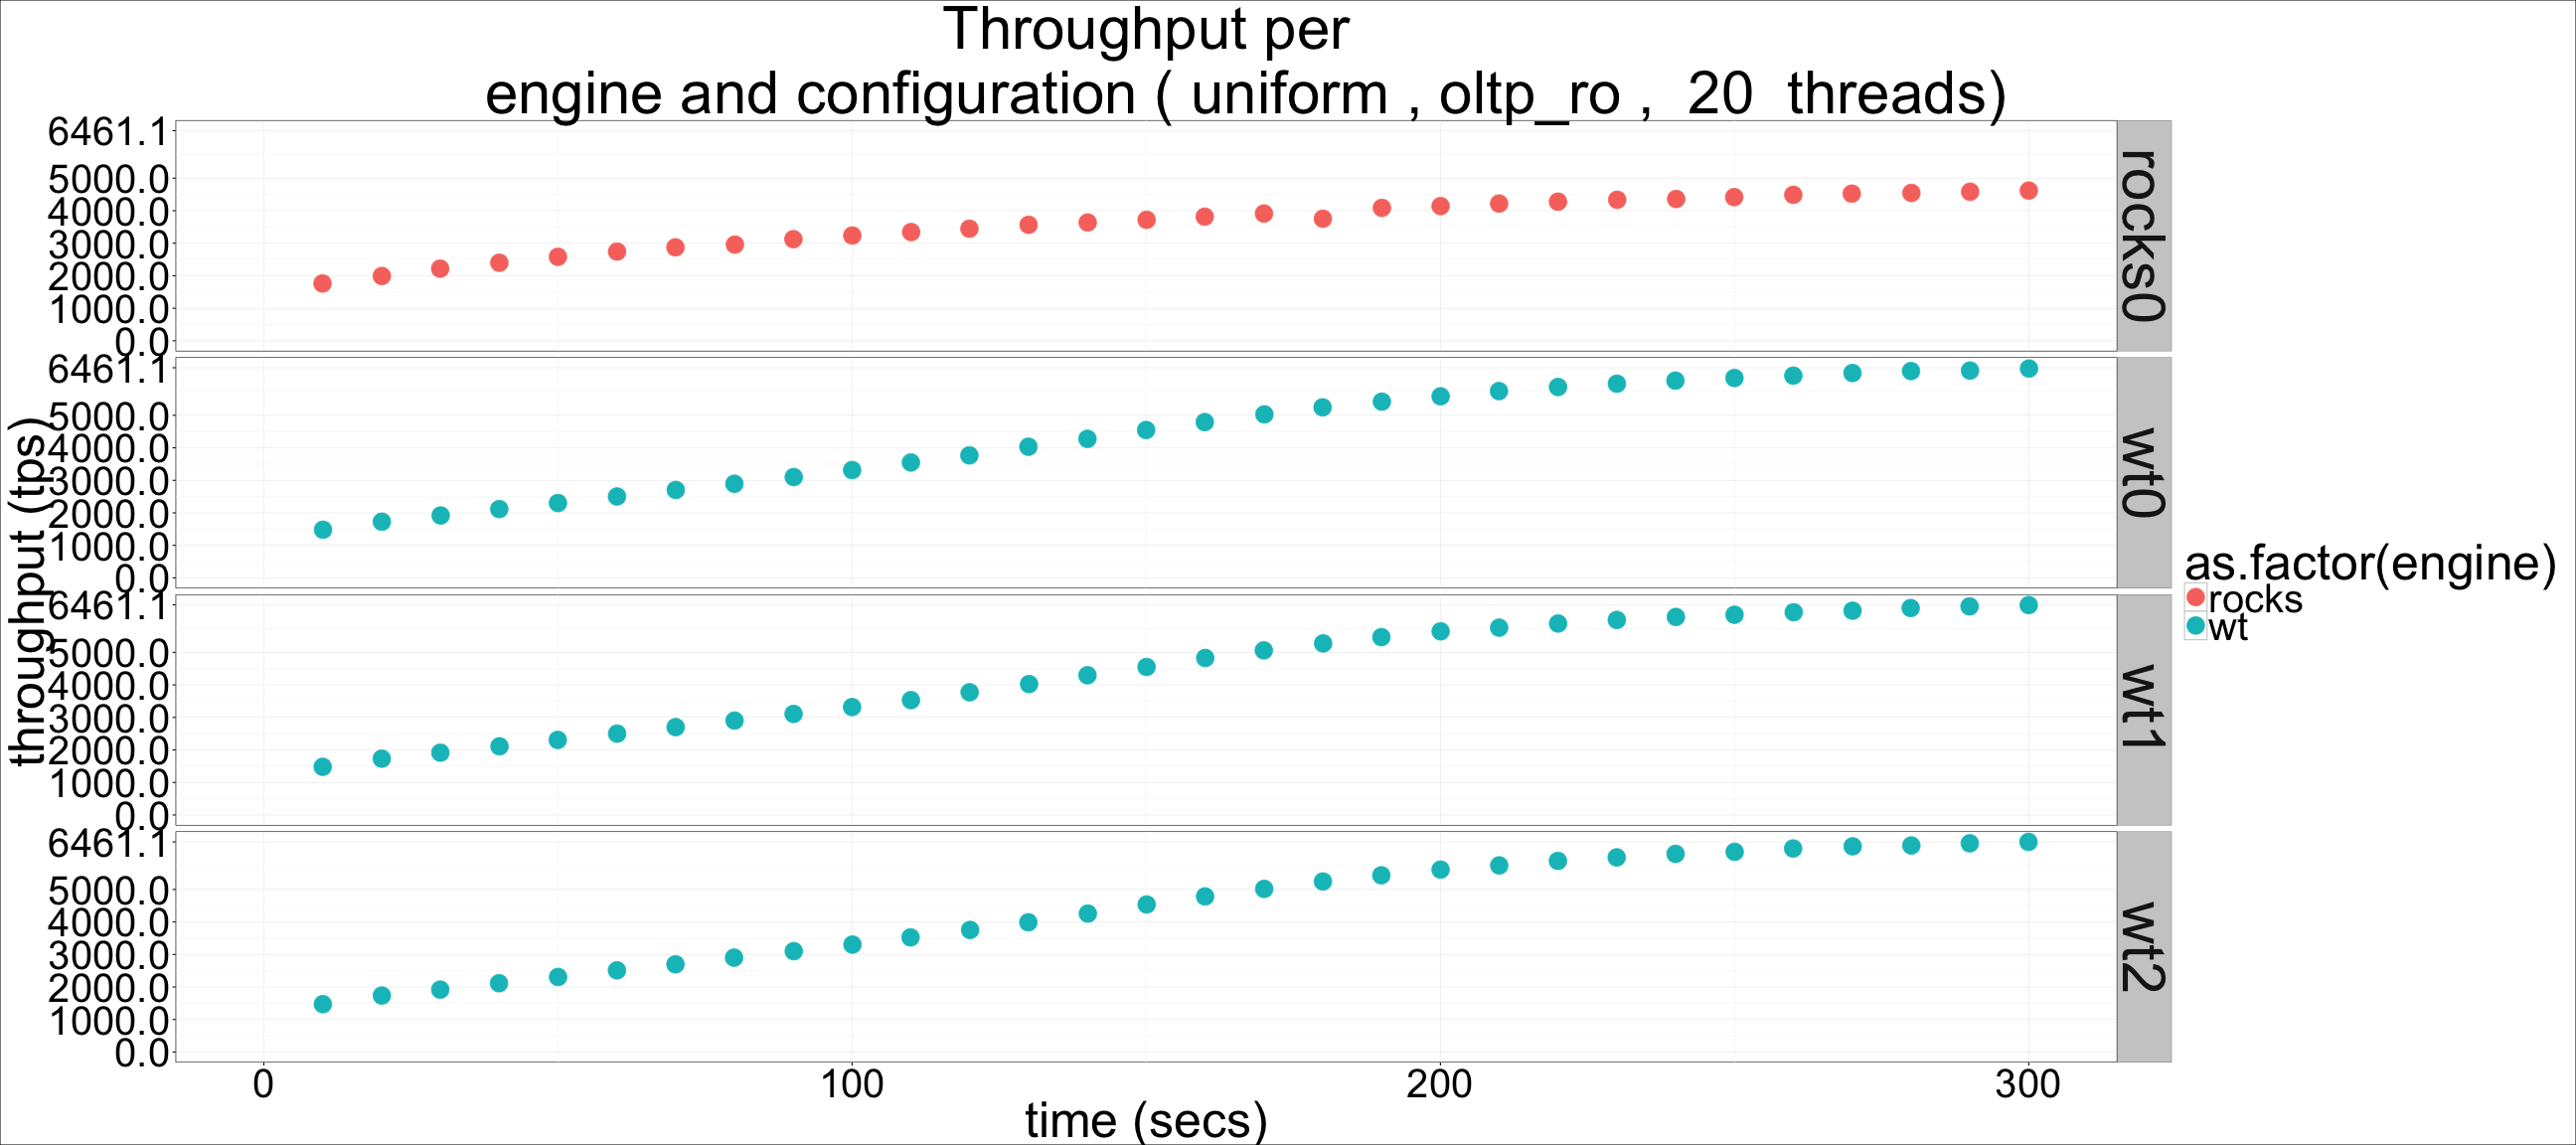 Throughput per
engine and configuration ( uniform , oltp_ro , 20 threads)
throughput (tps)
6461.1
5000.0
4000.0
3000.0
2000.0
1000.0
0.0
rocks0
6461.1
5000.0
4000.0
3000.0
2000.0
1000.0
0.0
wt0
6461.1
5000.0
4000.0
3000.0
2000.0
1000.0
0.0
wt1
6461.1
5000.0
4000.0
3000.0
2000.0
1000.0
0.0
wt2
0 100 200 300
time (secs)
as.factor(engine)
rocks
wt